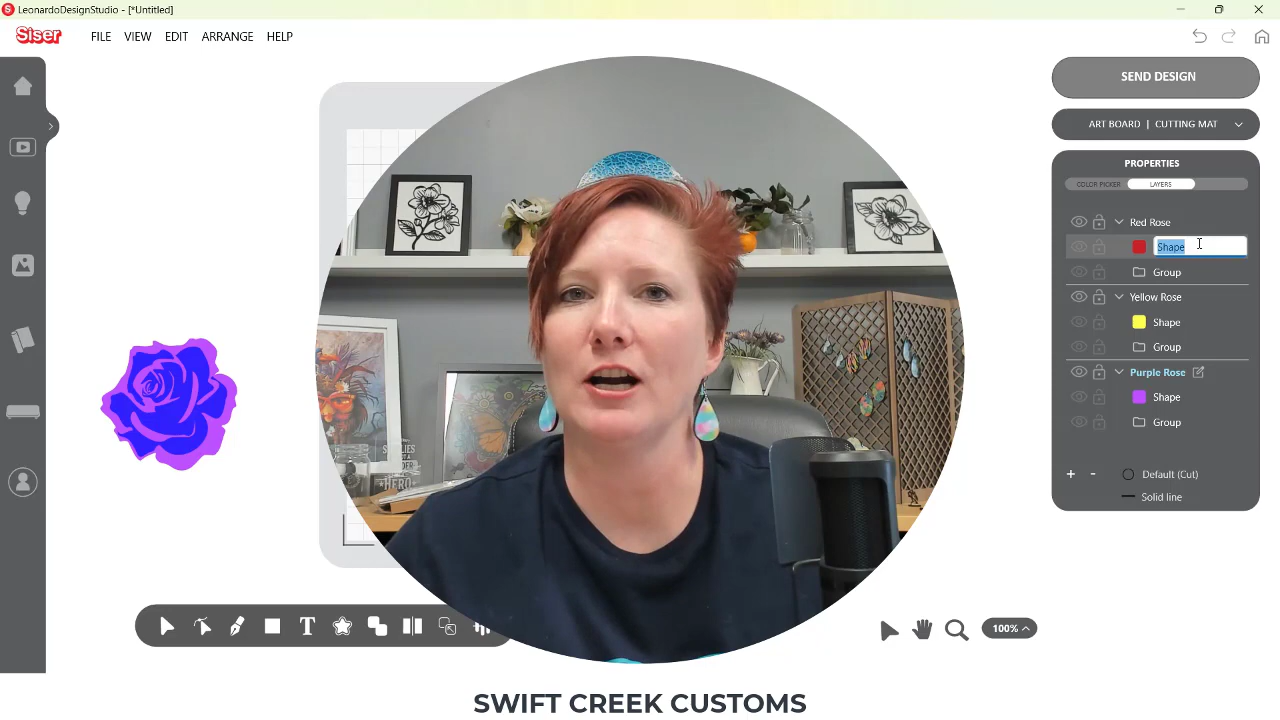 LeonardoDesignStudio - [*Untitled]
Siser
FILE VIEW EDIT ARRANGE HELP
SEND DESIGN
ART BOARD | CUTTING MAT
PROPERTIES
COLOR PICKER LAYERS
Red Rose
Shape
Group
Yellow Rose
Shape
Group
Purple Rose
Shape
Group
+ - Default (Cut)
Solid line
HERO
T
100%
SWIFT CREEK CUSTOMS